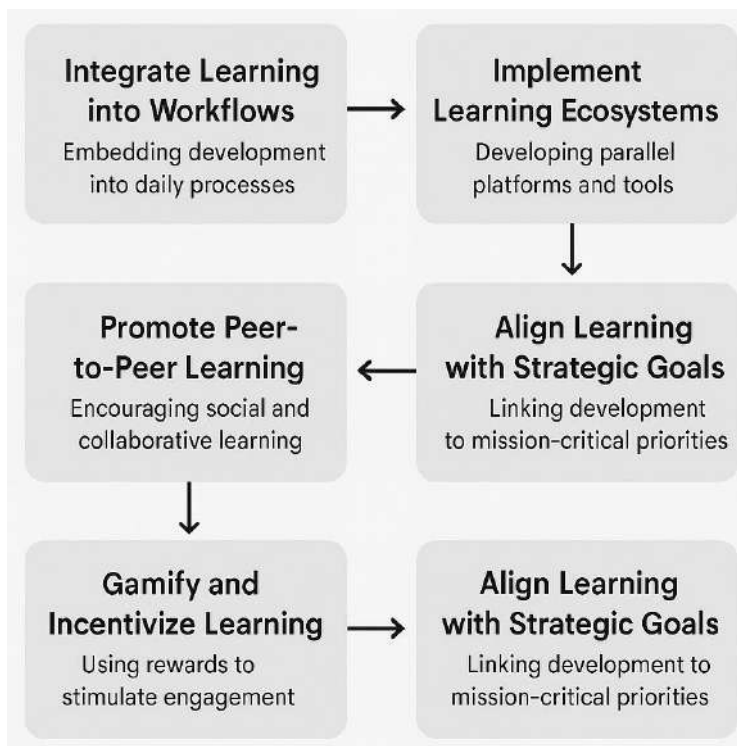 Integrate Learning
into Workflows
Embedding development
into daily processes
Implement
Learning Ecosystems
Developing parallel
platforms and tools
Align Learning
with Strategic Goals
Linking development
to mission-critical priorities
Promote Peer-
to-Peer Learning
Encouraging social and
collaborative learning
Gamify and
Incentivize Learning
Using rewards to
stimulate engagement
Align Learning
with Strategic Goals
Linking development to
mission-critical priorities